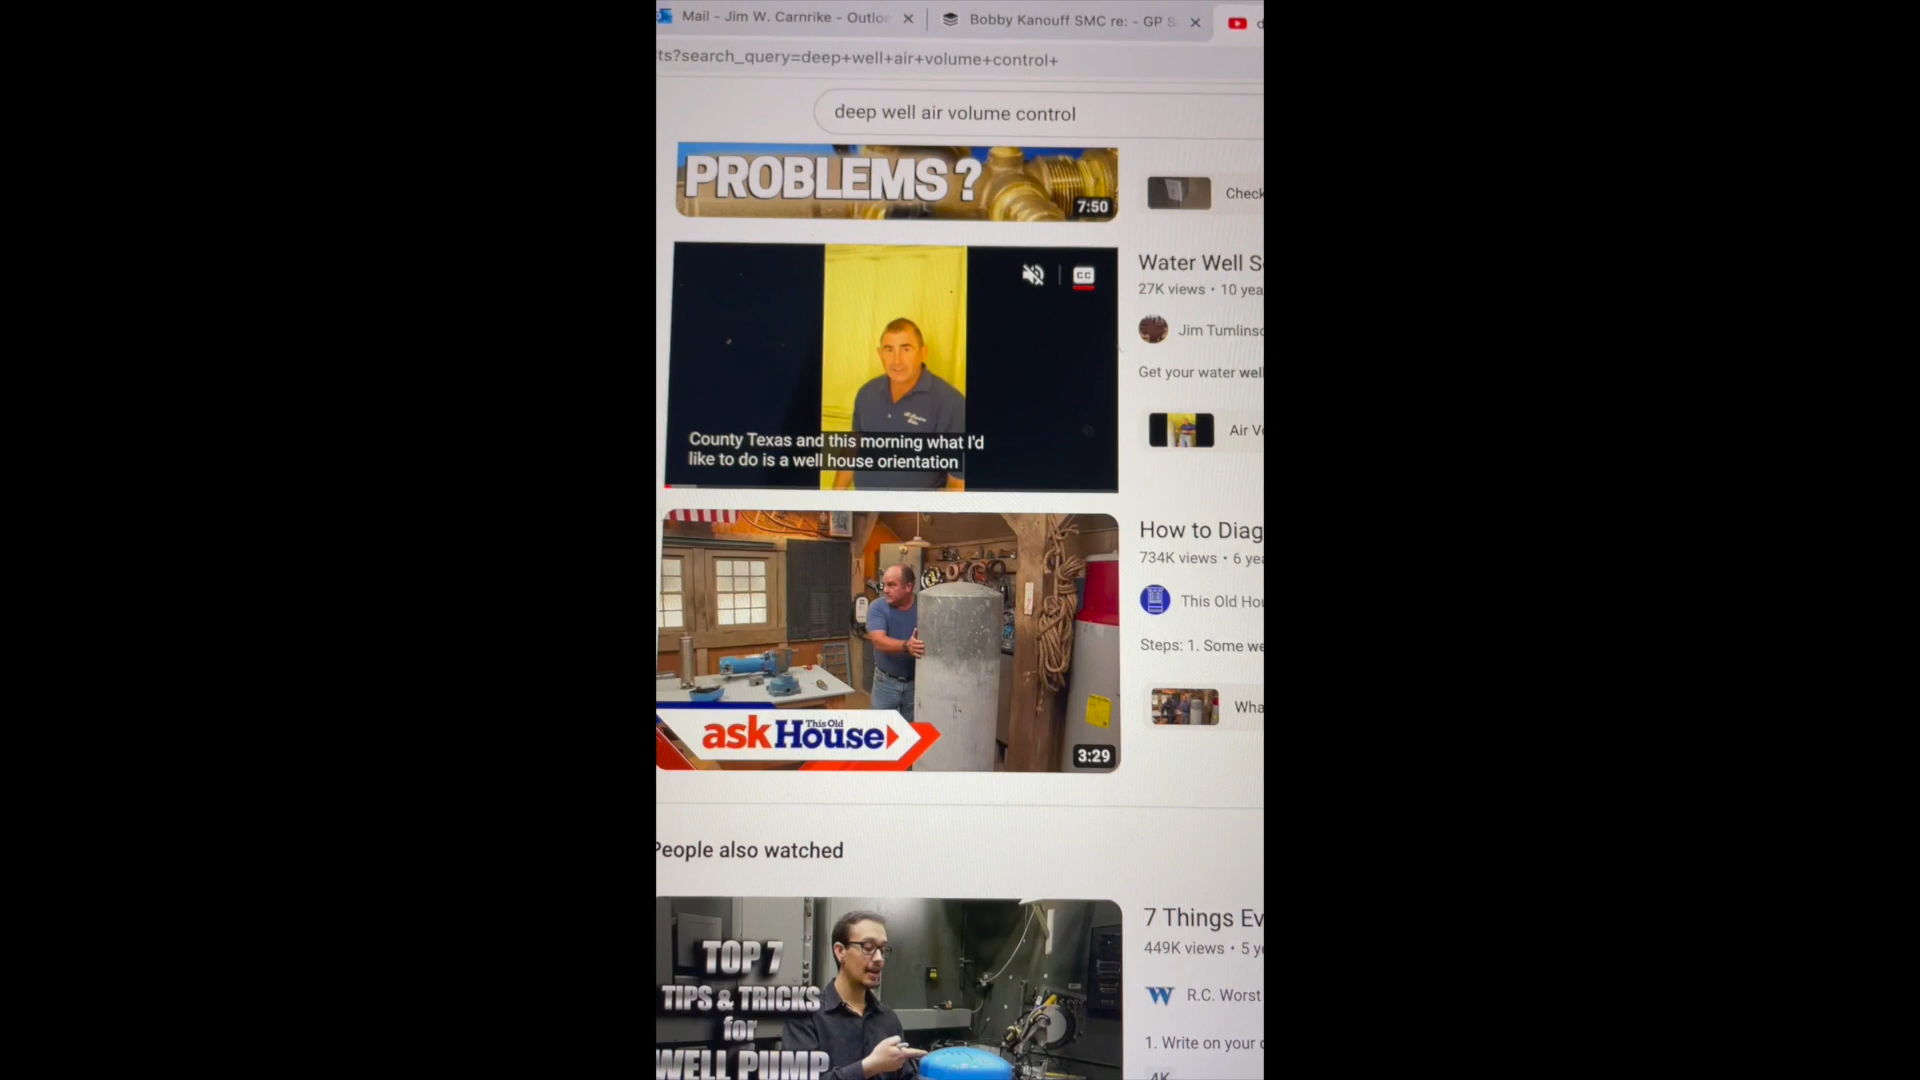 Mail - Jim W. Carnrike - Outloo
Bobby Kanouff SMC re: - GP S
ts?search_query=deep+well+air+volume+control+
deep well air volume control
PROBLEMS?
7:50
Check
CC
Water Well S
27K views • 10 yea
Jim Tumlinso
Get your water well
County Texas and this morning what I'd
like to do is a well house orientation
Air V
How to Diag
734K views • 6 yea
This Old Hou
Steps: 1. Some we
ask This Old House
3:29
Wha
People also watched
TOP 7
TIPS & TRICKS
for
WELL PUMP
7 Things Ev
449K views • 5 y
W R.C. Worst
1. Write on your
4K